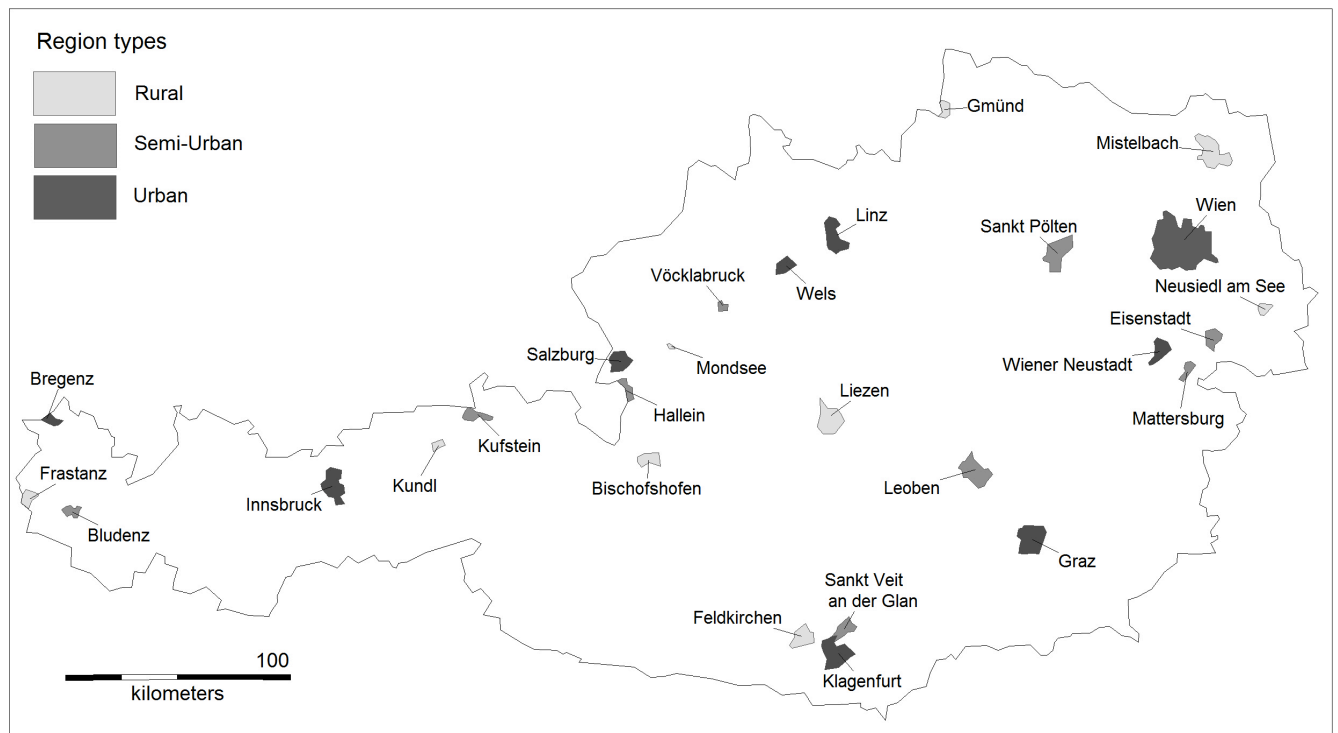 Region types
Rural
Semi-Urban
Urban
Gmünd
Mistelbach
Linz
Sankt Pölten
Wien
Wels
Vöcklabruck
Neusiedl am See
Eisenstadt
Salzburg
Mondsee
Wiener Neustadt
Bregenz
Liezen
Hallein
Mattersburg
Kufstein
Frastanz
Kundl
Bischofshofen
Leoben
Innsbruck
Bludenz
Graz
Sankt Veit
an der Glan
Feldkirchen
Klagenfurt
100
kilometers